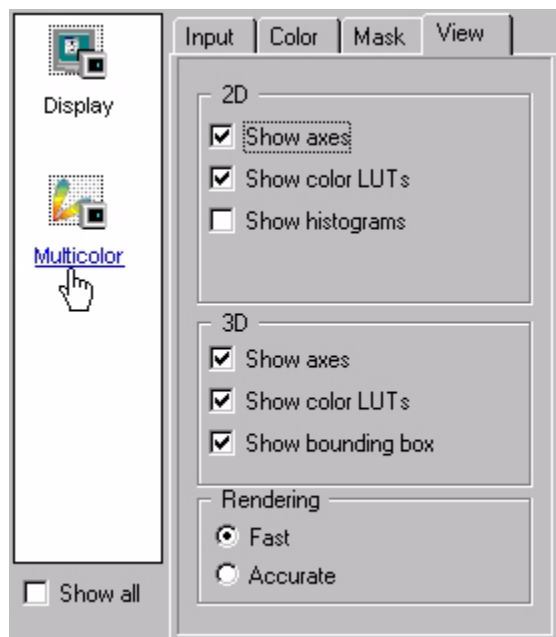 Display
Multicolor
Show all
Input
Color
Mask
View
2D
Show axes
Show color LUTs
Show histograms
3D
Show axes
Show color LUTs
Show bounding box
Rendering
Fast
Accurate